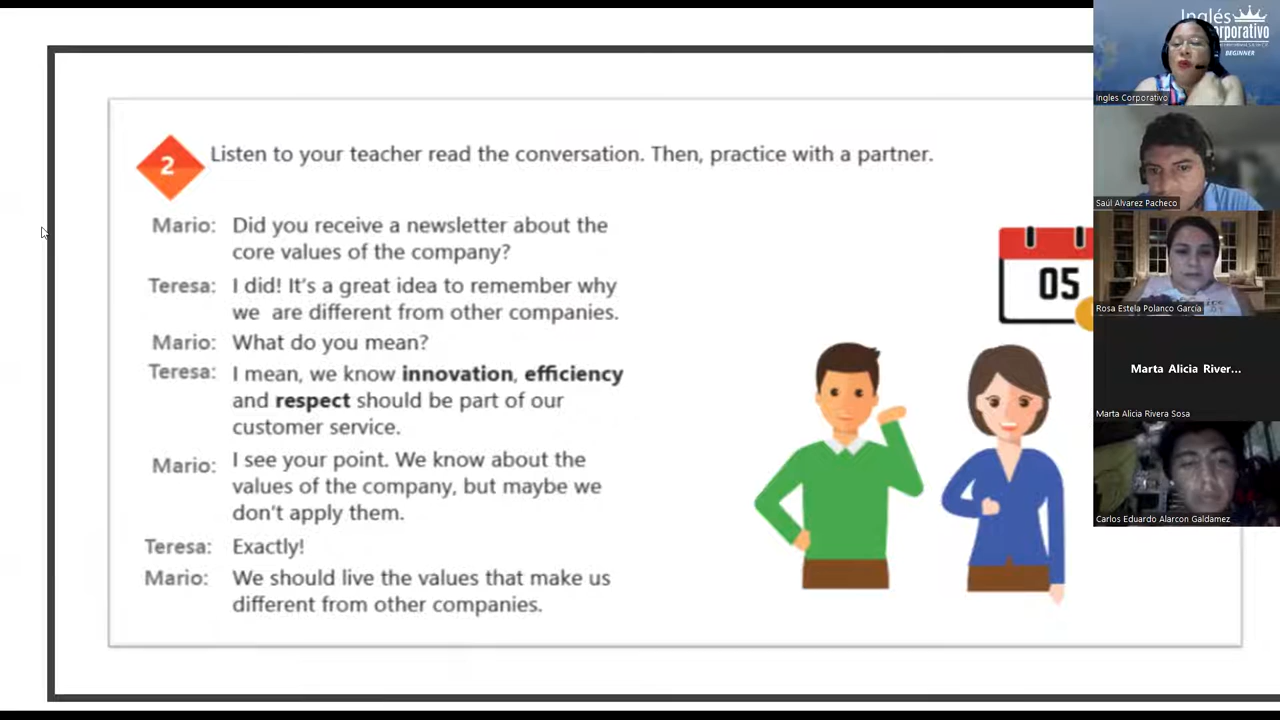 2
Listen to your teacher read the conversation. Then, practice with a partner.
Mario: Did you receive a newsletter about the
core values of the company?
Teresa: I did! It's a great idea to remember why
we are different from other companies.
Mario: What do you mean?
Teresa: I mean, we know innovation, efficiency
and respect should be part of our
customer service.
Mario: I see your point. We know about the
values of the company, but maybe we
don't apply them.
Teresa: Exactly!
Mario: We should live the values that make us
different from other companies.
05
Inglés
BEGINNER
Ingles Corporativo
Saúl Alvarez Pacheco
Rosa Estela Polanco García
Marta Alicia River...
Marta Alicia Rivera Sosa
Carlos Eduardo Alarcon Galdamez